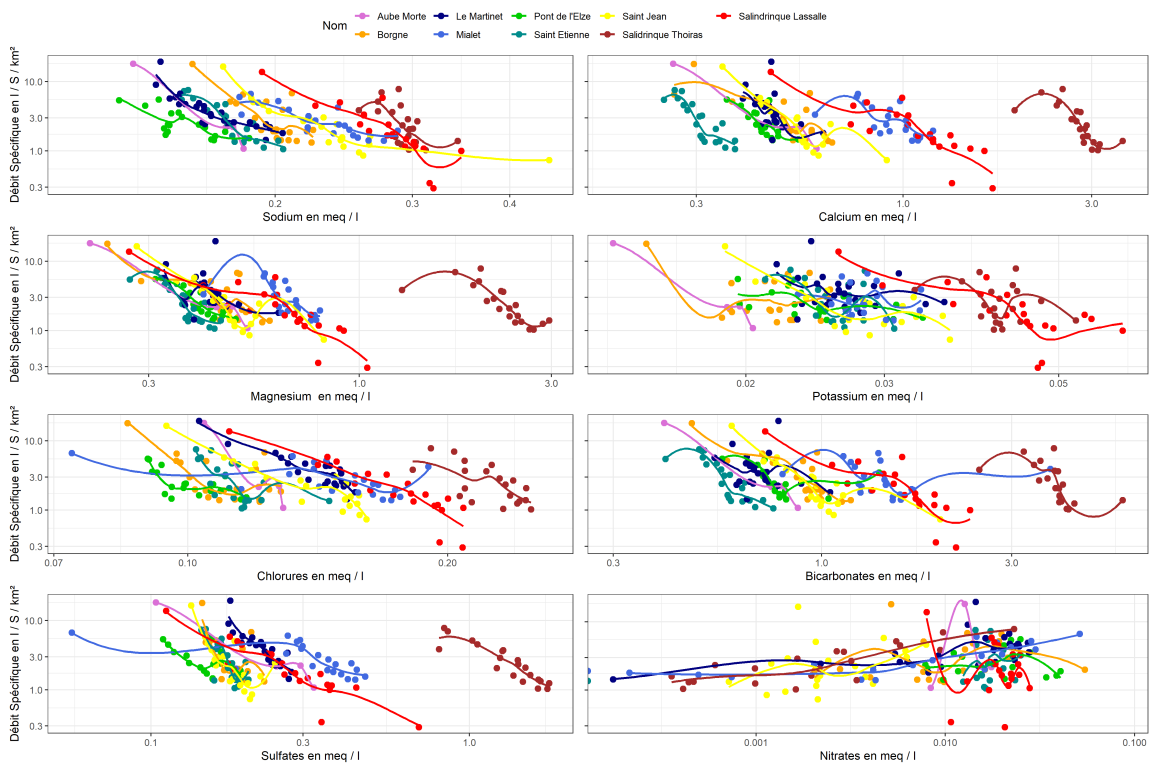 Nom
Aube Morte Le Martinet Pont de l'Elze Saint Jean Salindrinque Lassalle
Borgne Mialet Saint Etienne Salidrinque Thoiras
Débit Spécifique en l / S / km²
10.0
3.0
1.0
0.3
0.2 0.3 0.4
Sodium en meq / l
0.3 1.0 3.0
Calcium en meq / l
Débit Spécifique en l / S / km²
10.0
3.0
1.0
0.3
0.3 1.0 3.0
Magnesium en meq / l
0.02 0.03 0.05
Potassium en meq / l
Débit Spécifique en l / S / km²
10.0
3.0
1.0
0.3
0.07 0.10 0.20
Chlorures en meq / l
0.3 1.0 3.0
Bicarbonates en meq / l
Débit Spécifique en l / S / km²
10.0
3.0
1.0
0.3
0.1 0.3 1.0
Sulfates en meq / l
0.001 0.010 0.100
Nitrates en meq / l